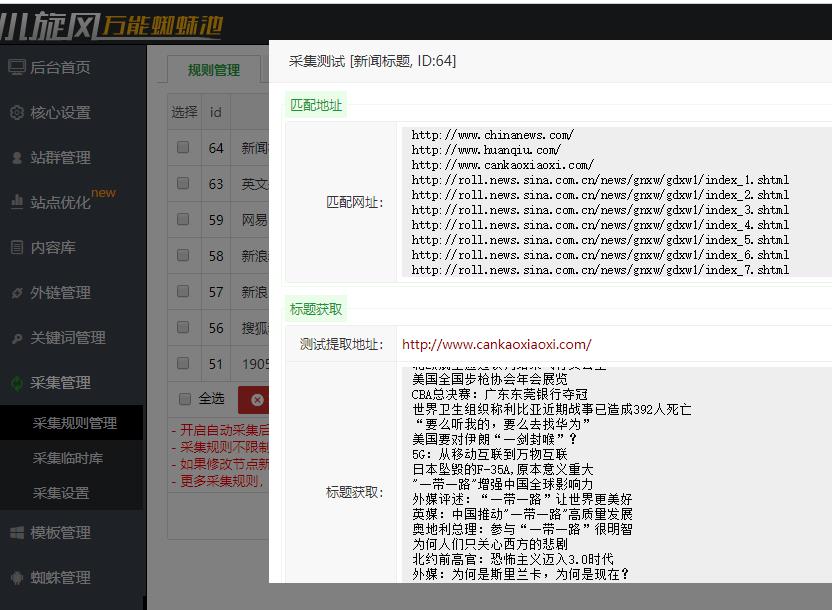 小旋风万能蜘蛛池
后台首页
核心设置
站群管理
站点优化 new
内容库
外链管理
关键词管理
采集管理
采集规则管理
采集临时库
采集设置
模板管理
蜘蛛管理
规则管理
选择 id
64 新闻
63 英文
59 网易
58 新浪
57 新浪
56 搜狐
51 1905
全选
- 开启自动采集后
- 采集规则不限制
- 如果修改节点新
- 更多采集规则,
采集测试 [新闻标题, ID:64]
匹配地址
匹配网址:
http://www.chinanews.com/
http://www.huanqiu.com/
http://www.cankaoxiaoxi.com/
http://roll.news.sina.com.cn/news/gnxw/gdxw1/index_1.shtml
http://roll.news.sina.com.cn/news/gnxw/gdxw1/index_2.shtml
http://roll.news.sina.com.cn/news/gnxw/gdxw1/index_3.shtml
http://roll.news.sina.com.cn/news/gnxw/gdxw1/index_4.shtml
http://roll.news.sina.com.cn/news/gnxw/gdxw1/index_5.shtml
http://roll.news.sina.com.cn/news/gnxw/gdxw1/index_6.shtml
http://roll.news.sina.com.cn/news/gnxw/gdxw1/index_7.shtml
标题获取
测试提取地址: http://www.cankaoxiaoxi.com/
标题获取:
美国全国步枪协会年会展览
CBA总决赛：广东东莞银行夺冠
世界卫生组织称利比亚近期战事已造成392人死亡
“要么听我的，要么去找华为”
美国要对伊朗“一剑封喉”？
5G：从移动互联到万物互联
日本坠毁的F-35A,原本意义重大
"一带一路"增强中国全球影响力
外媒评述：“一带一路”让世界更美好
英媒：中国推动"一带一路"高质量发展
奥地利总理：参与“一带一路”很明智
为何人们只关心西方的悲剧
北约前高官：恐怖主义迈入3.0时代
外媒：为何是斯里兰卡，为何是现在？